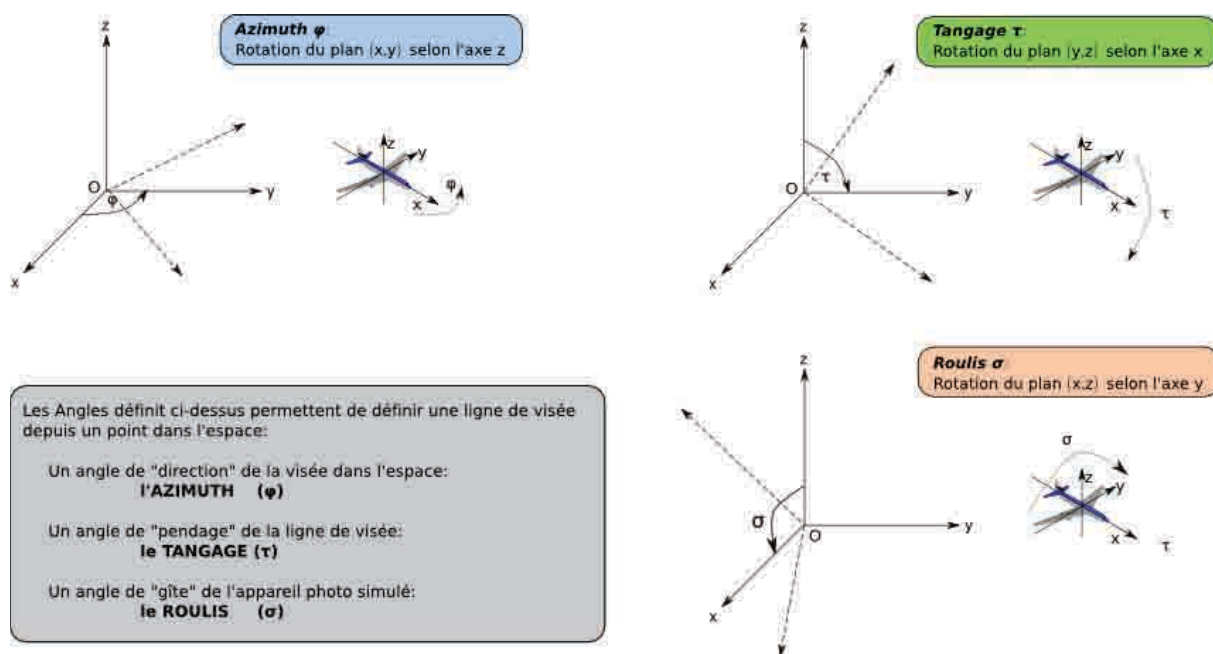 Azimuth φ:
Rotation du plan (x,y) selon l'axe z
z
O
φ
y
x
z
y
φ
x
Tangage τ:
Rotation du plan (y,z) selon l'axe x
z
O
τ
y
x
z
y
x
τ
Les Angles définit ci-dessus permettent de définir une ligne de visée
depuis un point dans l'espace:
Un angle de "direction" de la visée dans l'espace:
l'AZIMUTH (φ)
Un angle de "pendage" de la ligne de visée:
le TANGAGE (τ)
Un angle de "gîte" de l'appareil photo simulé:
le ROULIS (σ)
Roulis σ
Rotation du plan (x,z) selon l'axe y
z
σ
O
y
x
σ
z
y
x
τ